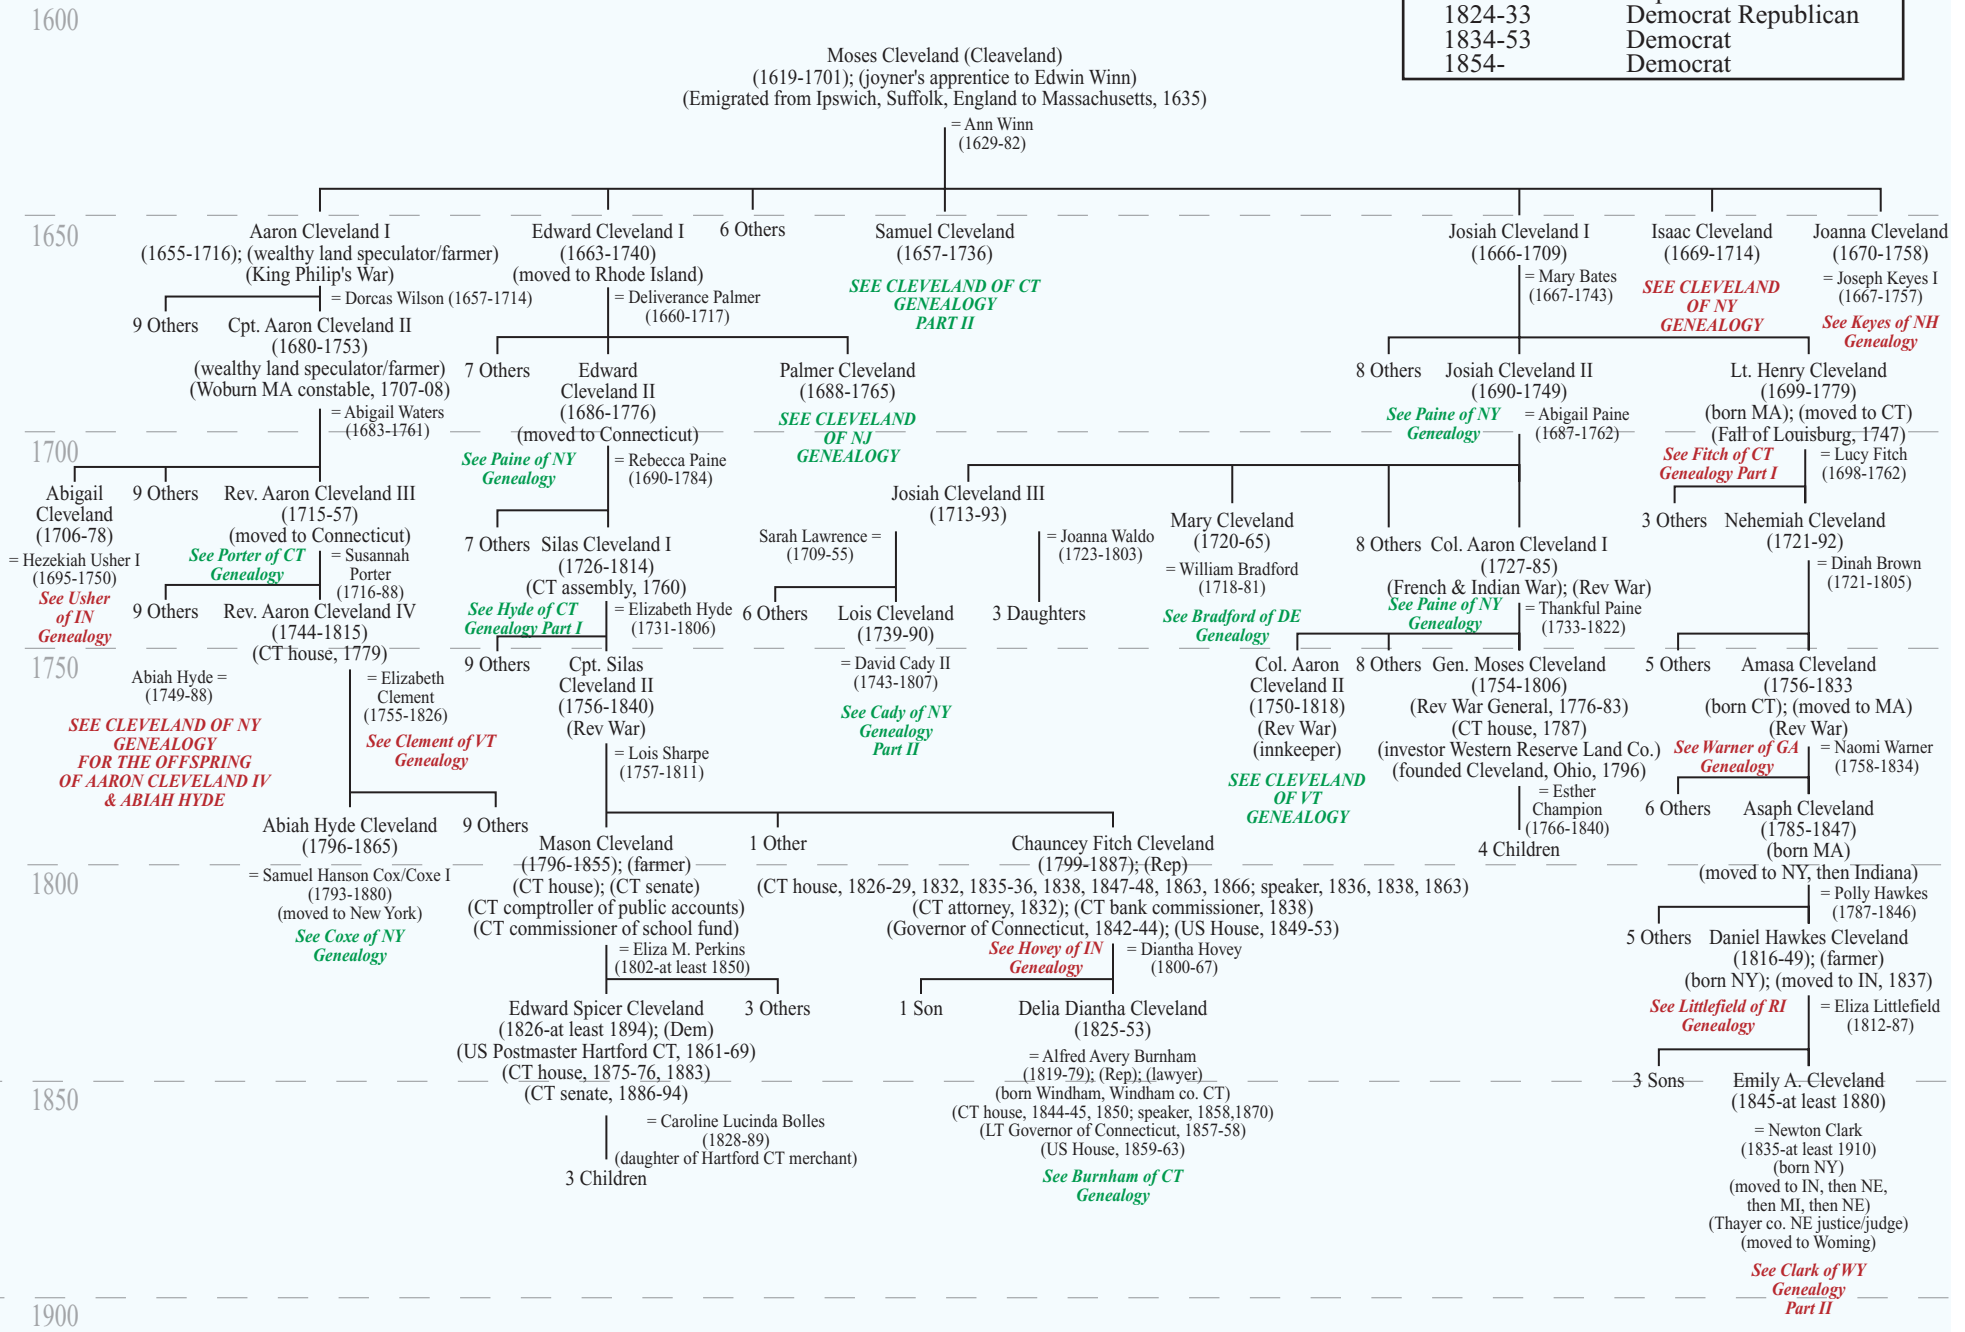 1600
1824-33 Democrat Republican
1834-53 Democrat
1854- Democrat
Moses Cleveland (Cleaveland)
(1619-1701); (joyner's apprentice to Edwin Winn)
(Emigrated from Ipswich, Suffolk, England to Massachusetts, 1635)
= Ann Winn
(1629-82)
1650
Aaron Cleveland I
(1655-1716); (wealthy land speculator/farmer)
(King Philip's War)
= Dorcas Wilson (1657-1714)
Edward Cleveland I
(1663-1740)
(moved to Rhode Island)
= Deliverance Palmer
(1660-1717)
6 Others
Samuel Cleveland
(1657-1736)
SEE CLEVELAND OF CT
GENEALOGY
PART II
Josiah Cleveland I
(1666-1709)
= Mary Bates
(1667-1743)
Isaac Cleveland
(1669-1714)
SEE CLEVELAND
OF NY
GENEALOGY
Joanna Cleveland
(1670-1758)
= Joseph Keyes I
(1667-1757)
See Keyes of NH
Genealogy
9 Others
Cpt. Aaron Cleveland II
(1680-1753)
(wealthy land speculator/farmer)
(Woburn MA constable, 1707-08)
= Abigail Waters
(1683-1761)
7 Others
Edward
Cleveland II
(1686-1776)
(moved to Connecticut)
See Paine of NY
Genealogy
= Rebecca Paine
(1690-1784)
Palmer Cleveland
(1688-1765)
SEE CLEVELAND
OF NJ
GENEALOGY
8 Others
Josiah Cleveland II
(1690-1749)
See Paine of NY
Genealogy
= Abigail Paine
(1687-1762)
Lt. Henry Cleveland
(1699-1779)
(born MA); (moved to CT)
(Fall of Louisburg, 1747)
See Fitch of CT
Genealogy Part I
= Lucy Fitch
(1698-1762)
1700
Abigail
Cleveland
(1706-78)
= Hezekiah Usher I
(1695-1750)
See Usher
of IN
Genealogy
9 Others
Rev. Aaron Cleveland III
(1715-57)
(moved to Connecticut)
See Porter of CT
Genealogy
= Susannah
Porter
(1716-88)
7 Others
Silas Cleveland I
(1726-1814)
(CT assembly, 1760)
See Hyde of CT
Genealogy Part I
= Elizabeth Hyde
(1731-1806)
Josiah Cleveland III
(1713-93)
Sarah Lawrence =
(1709-55)
= Joanna Waldo
(1723-1803)
Mary Cleveland
(1720-65)
= William Bradford
(1718-81)
See Bradford of DE
Genealogy
8 Others
Col. Aaron Cleveland I
(1727-85)
(French & Indian War); (Rev War)
See Paine of NY
Genealogy
= Thankful Paine
(1733-1822)
3 Others
Nehemiah Cleveland
(1721-92)
= Dinah Brown
(1721-1805)
9 Others
Rev. Aaron Cleveland IV
(1744-1815)
(CT house, 1779)
6 Others
Lois Cleveland
(1739-90)
= David Cady II
(1743-1807)
See Cady of NY
Genealogy
Part II
3 Daughters
1750
Abiah Hyde =
(1749-88)
SEE CLEVELAND OF NY
GENEALOGY
FOR THE OFFSPRING
OF AARON CLEVELAND IV
& ABIAH HYDE
= Elizabeth
Clement
(1755-1826)
See Clement of VT
Genealogy
9 Others
Cpt. Silas
Cleveland II
(1756-1840)
(Rev War)
= Lois Sharpe
(1757-1811)
Col. Aaron
Cleveland II
(1750-1818)
(Rev War)
(innkeeper)
SEE CLEVELAND
OF VT
GENEALOGY
8 Others
Gen. Moses Cleveland
(1754-1806)
(Rev War General, 1776-83)
(CT house, 1787)
(investor Western Reserve Land Co.)
(founded Cleveland, Ohio, 1796)
= Esther
Champion
(1766-1840)
4 Children
5 Others
Amasa Cleveland
(1756-1833
(born CT); (moved to MA)
(Rev War)
See Warner of GA
Genealogy
= Naomi Warner
(1758-1834)
Abiah Hyde Cleveland
(1796-1865)
= Samuel Hanson Cox/Coxe I
(1793-1880)
(moved to New York)
See Coxe of NY
Genealogy
9 Others
Mason Cleveland
(1796-1855); (farmer)
(CT house); (CT senate)
(CT comptroller of public accounts)
(CT commissioner of school fund)
= Eliza M. Perkins
(1802-at least 1850)
1 Other
Chauncey Fitch Cleveland
(1799-1887); (Rep)
(CT house, 1826-29, 1832, 1835-36, 1838, 1847-48, 1863, 1866; speaker, 1836, 1838, 1863)
(CT attorney, 1832); (CT bank commissioner, 1838)
(Governor of Connecticut, 1842-44); (US House, 1849-53)
See Hovey of IN
Genealogy
= Diantha Hovey
(1800-67)
6 Others
Asaph Cleveland
(1785-1847)
(born MA)
(moved to NY, then Indiana)
= Polly Hawkes
(1787-1846)
1800
Edward Spicer Cleveland
(1826-at least 1894); (Dem)
(US Postmaster Hartford CT, 1861-69)
(CT house, 1875-76, 1883)
(CT senate, 1886-94)
= Caroline Lucinda Bolles
(1828-89)
(daughter of Hartford CT merchant)
3 Children
3 Others
1 Son
Delia Diantha Cleveland
(1825-53)
= Alfred Avery Burnham
(1819-79); (Rep); (lawyer)
(born Windham, Windham co. CT)
(CT house, 1844-45, 1850; speaker, 1858,1870)
(LT Governor of Connecticut, 1857-58)
(US House, 1859-63)
See Burnham of CT
Genealogy
5 Others
Daniel Hawkes Cleveland
(1816-49); (farmer)
(born NY); (moved to IN, 1837)
See Littlefield of RI
Genealogy
= Eliza Littlefield
(1812-87)
1850
3 Sons
Emily A. Cleveland
(1845-at least 1880)
= Newton Clark
(1835-at least 1910)
(born NY)
(moved to IN, then NE,
then MI, then NE)
(Thayer co. NE justice/judge)
(moved to Woming)
See Clark of WY
Genealogy
Part II
1900